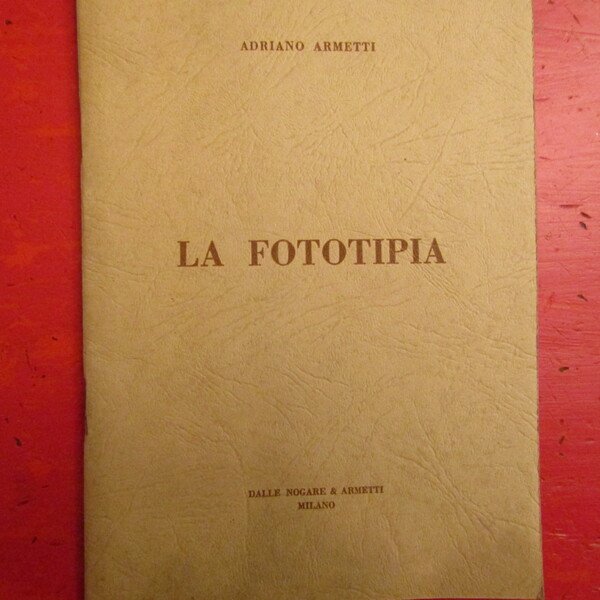 ADRIANO ARMETTI
LA FOTOTIPIA
DALLE NOGARE & ARMETTI
MILANO